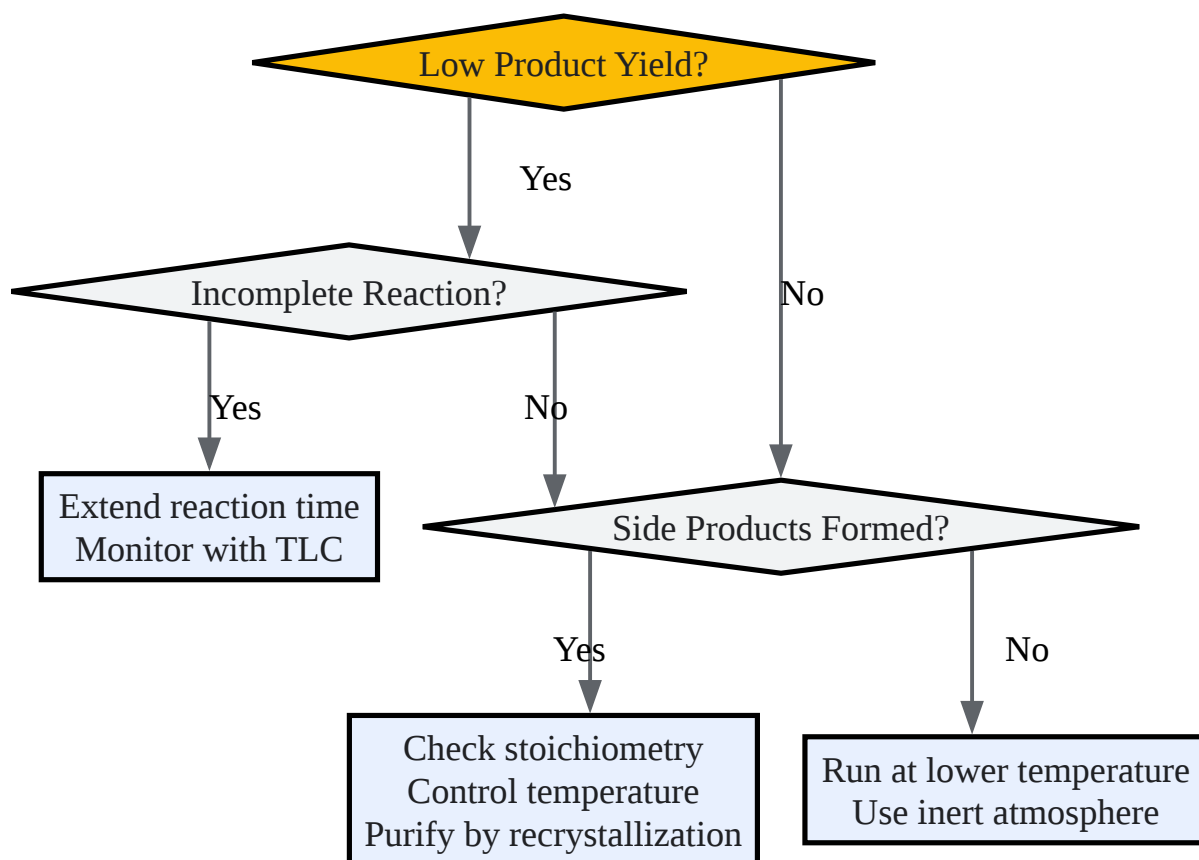 Low Product Yield?
Yes
Incomplete Reaction?
No
Yes
No
Extend reaction time
Monitor with TLC
Side Products Formed?
Yes
No
Check stoichiometry
Control temperature
Purify by recrystallization
Run at lower temperature
Use inert atmosphere